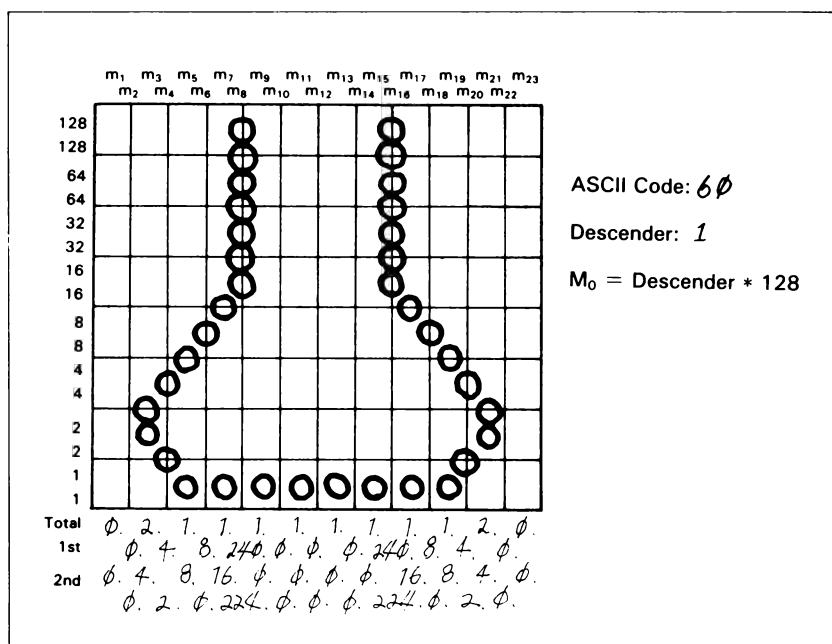 m₁ m₃ m₅ m₇ m₉ m₁₁ m₁₃ m₁₅ m₁₇ m₁₉ m₂₁ m₂₃
m₂ m₄ m₆ m₈ m₁₀ m₁₂ m₁₄ m₁₆ m₁₈ m₂₀ m₂₂
128
128
64
64
32
32
16
16
8
8
4
4
2
2
1
1
ASCII Code: 6ø
Descender: 1
M₀ = Descender * 128
Total ø. 2. 1. 1. 1. 1. 1. 1. 1. 1. 2. ø.
1st ø. 4. 8. 24ø. ø. ø. ø. 24ø. 8. 4. ø.
2nd ø. 4. 8. 16. ø. ø. ø. ø. 16. 8. 4. ø.
ø. 2. ø. 224. ø. ø. ø. 224. ø. 2. ø.